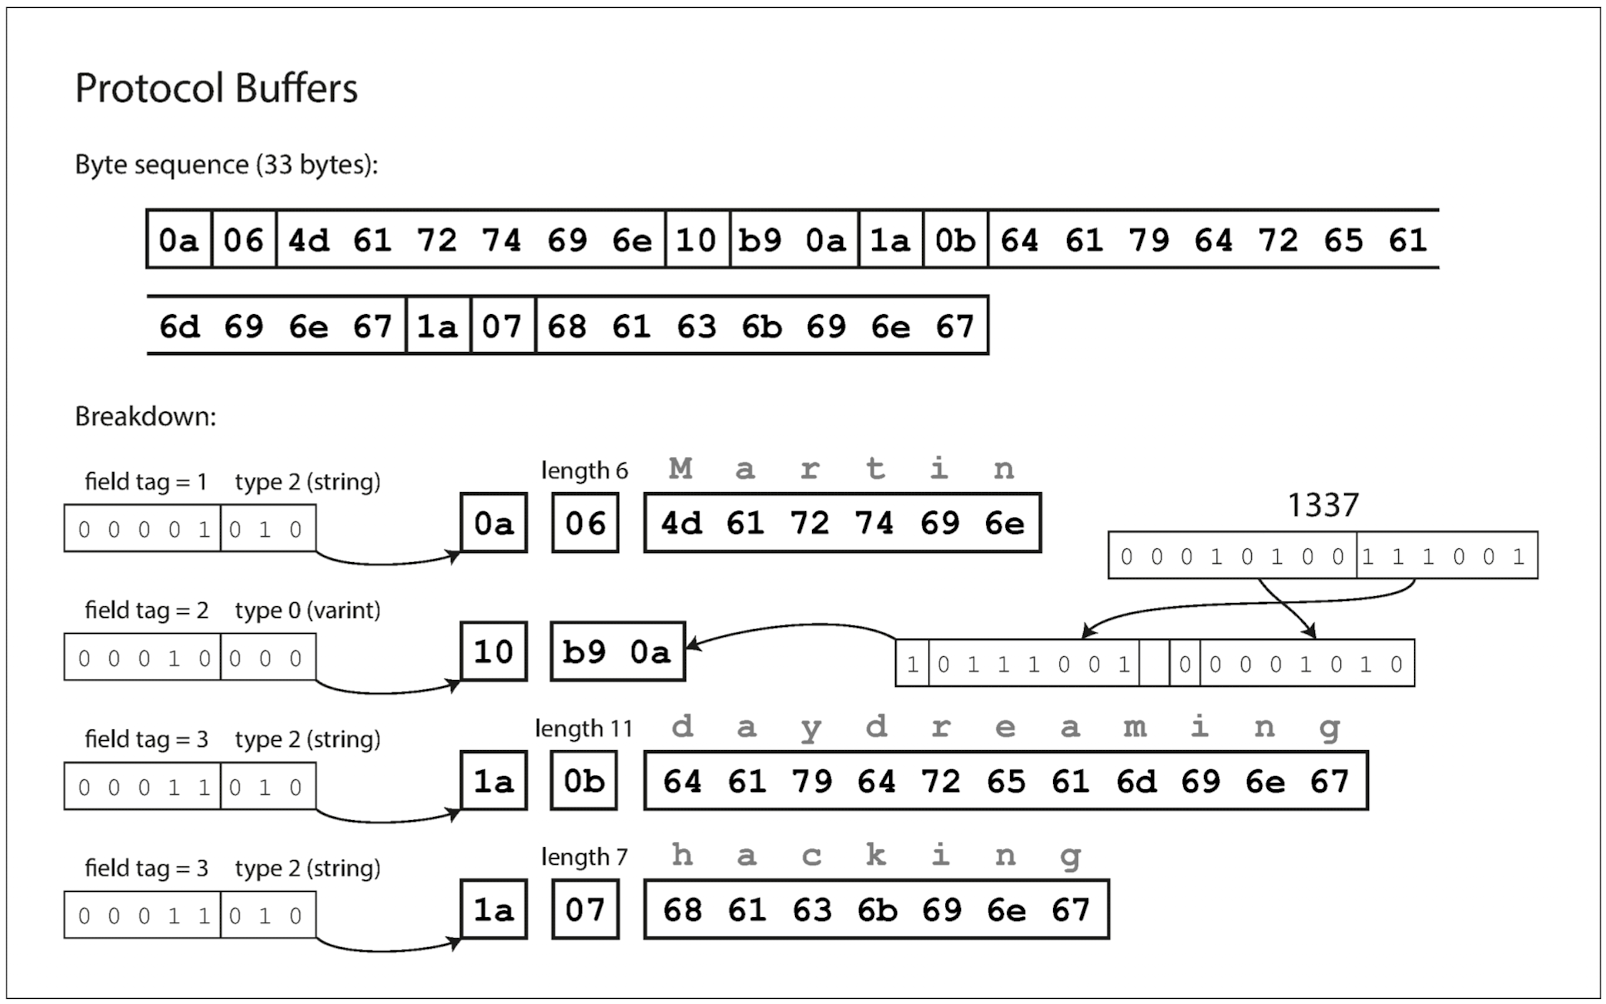 Protocol Buffers
Byte sequence (33 bytes):
0a 06 4d 61 72 74 69 6e 10 b9 0a 1a 0b 64 61 79 64 72 65 61
6d 69 6e 67 1a 07 68 61 63 6b 69 6e 67
Breakdown:
field tag = 1 type 2 (string) length 6 M a r t i n
0 0 0 0 1 0 1 0 0a 06 4d 61 72 74 69 6e
1337
0 0 0 1 0 1 0 0 1 1 1 0 0 1
field tag = 2 type 0 (varint)
0 0 0 1 0 0 0 0 10 b9 0a 1 0 1 1 1 0 0 1 0 0 0 0 1 0 1 0
field tag = 3 type 2 (string) length 11 d a y d r e a m i n g
0 0 0 1 1 0 1 0 1a 0b 64 61 79 64 72 65 61 6d 69 6e 67
field tag = 3 type 2 (string) length 7 h a c k i n g
0 0 0 1 1 0 1 0 1a 07 68 61 63 6b 69 6e 67